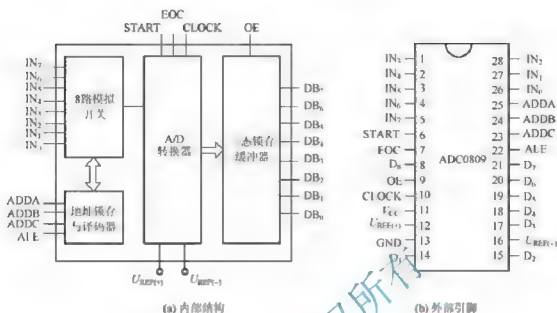 EOC
START CLOCK OE
IN7
IN6
IN5
IN4
IN3
IN2
IN1
IN0
8路模拟
开关
A/D
转换器
态锁存
缓冲器
DB7
DB6
DB5
DB4
DB3
DB2
DB1
DB0
ADDA
ADDB
ADDC
ALE
地址锁存
译码器
UREF(+) UREF(-)
(a) 内部结构
IN3 1 28 IN2
IN4 2 27 IN1
IN5 3 26 IN0
IN6 4 25 ADDA
IN7 5 24 ADDB
START 6 23 ADDC
EOC 7 22 ALE
8 21 D7
OE 9 20 D6
CLOCK 10 19 D5
UCC 11 18 D4
UREF(+) 12 17 D3
GND 13 16 UREF(-)
D1 14 15 D2
ADC0809
(b) 外部引脚
所有